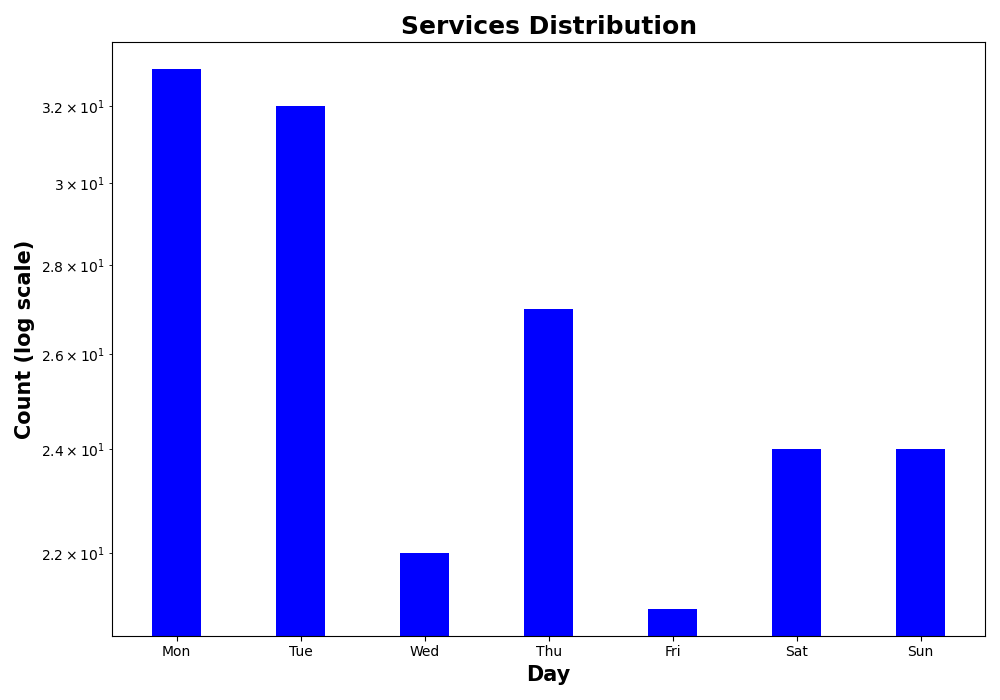 Services Distribution
Count (log scale)
3.2 × 10¹
3 × 10¹
2.8 × 10¹
2.6 × 10¹
2.4 × 10¹
2.2 × 10¹
Mon Tue Wed Thu Fri Sat Sun
Day